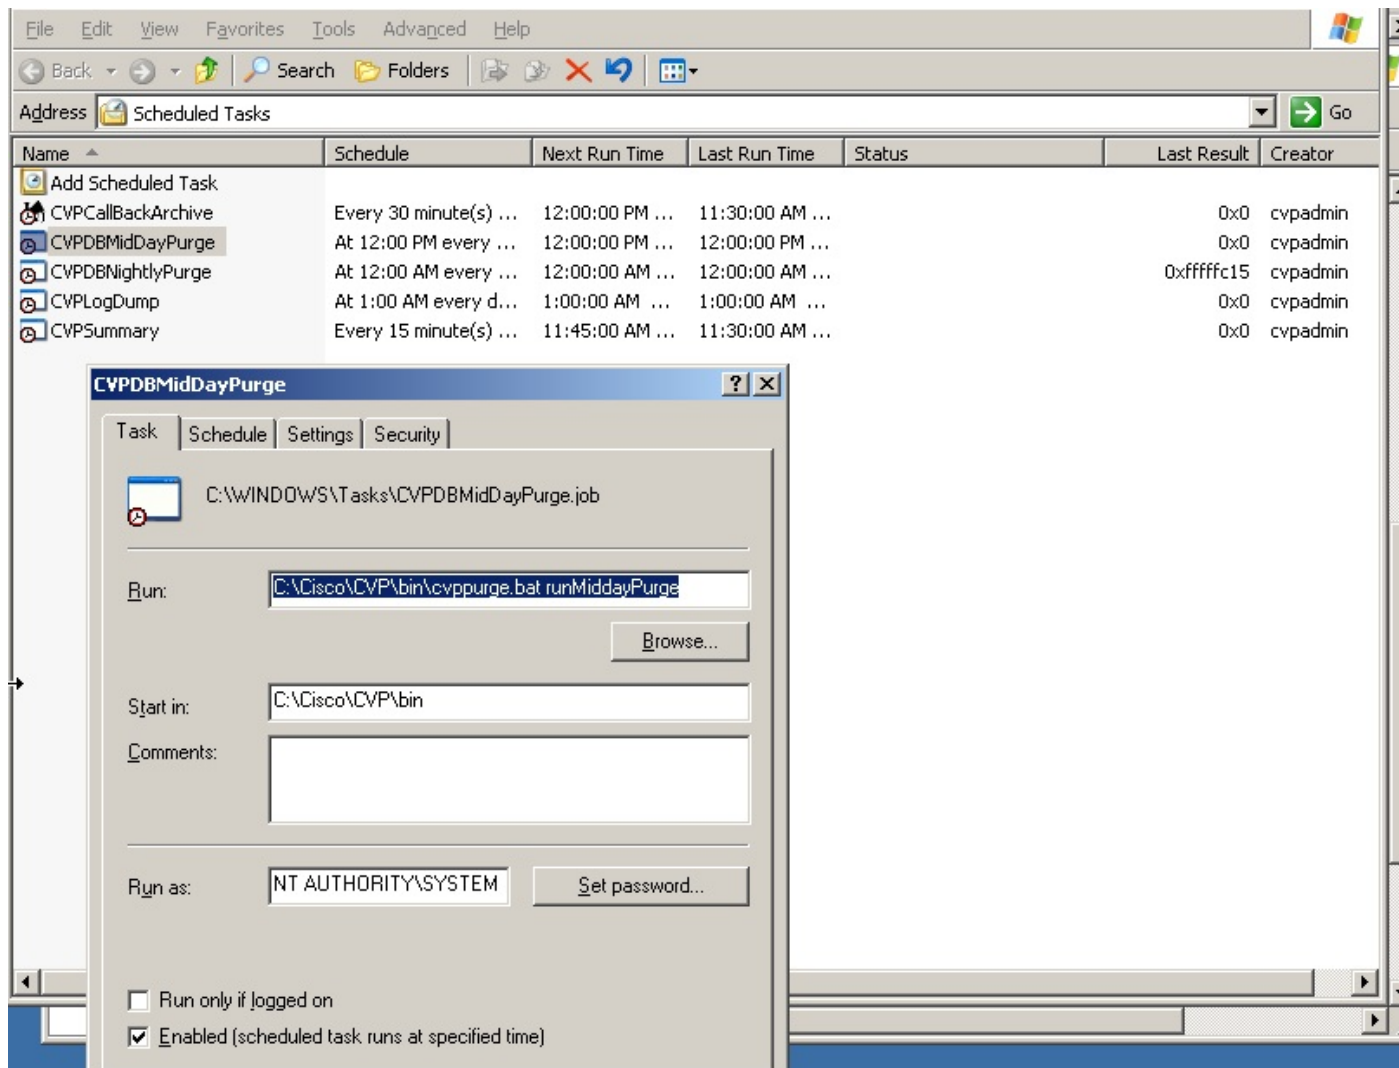 File Edit View Favorites Tools Advanced Help
Back Search Folders
Address Scheduled Tasks Go
Name Schedule Next Run Time Last Run Time Status Last Result Creator
Add Scheduled Task
CVPCallBackArchive Every 30 minute(s) ... 12:00:00 PM ... 11:30:00 AM ... 0x0 cvpadmin
CVPDBMidDayPurge At 12:00 PM every ... 12:00:00 PM ... 12:00:00 PM ... 0x0 cvpadmin
CVPDBNightlyPurge At 12:00 AM every ... 12:00:00 AM ... 12:00:00 AM ... 0xfffffc15 cvpadmin
CVPLogDump At 1:00 AM every d... 1:00:00 AM ... 1:00:00 AM ... 0x0 cvpadmin
CVPSummary Every 15 minute(s) ... 11:45:00 AM ... 11:30:00 AM ... 0x0 cvpadmin
CVPDBMidDayPurge
Task Schedule Settings Security
C:\WINDOWS\Tasks\CVPDBMidDayPurge.job
Run: C:\Cisco\CVP\bin\cvppurge.bat runMiddayPurge
Browse...
Start in: C:\Cisco\CVP\bin
Comments:
Run as: NT AUTHORITY\SYSTEM Set password...
Run only if logged on
Enabled (scheduled task runs at specified time)